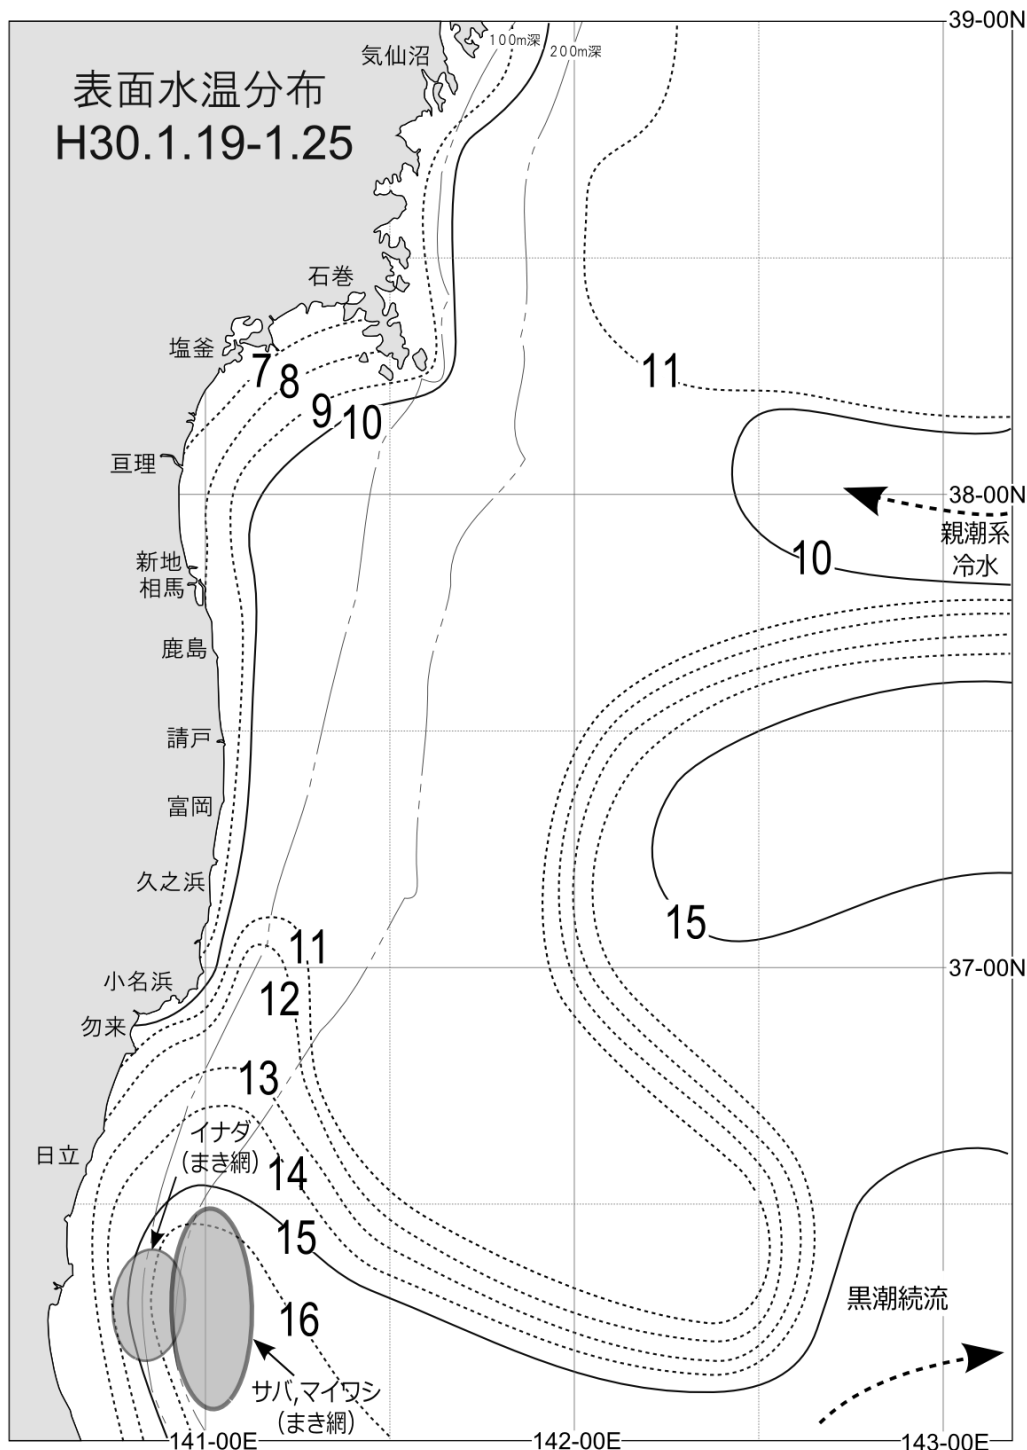 39-00N
100m深
200m深
気仙沼
表面水温分布
H30.1.19-1.25
石巻
塩釜
7
8
9
10
11
亘理
38-00N
親潮系
冷水
10
新地
相馬
鹿島
請戸
富岡
久之浜
15
11
37-00N
小名浜
12
勿来
13
イナダ
(まき網)
日立
14
15
16
黒潮続流
サバ,マイワシ
(まき網)
141-00E
142-00E
143-00E